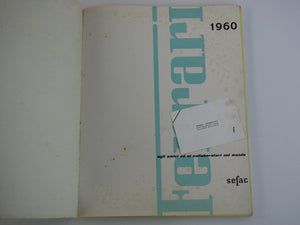 1960
Ferrari
agli amici ed ai collaboratori nel mondo
sefac